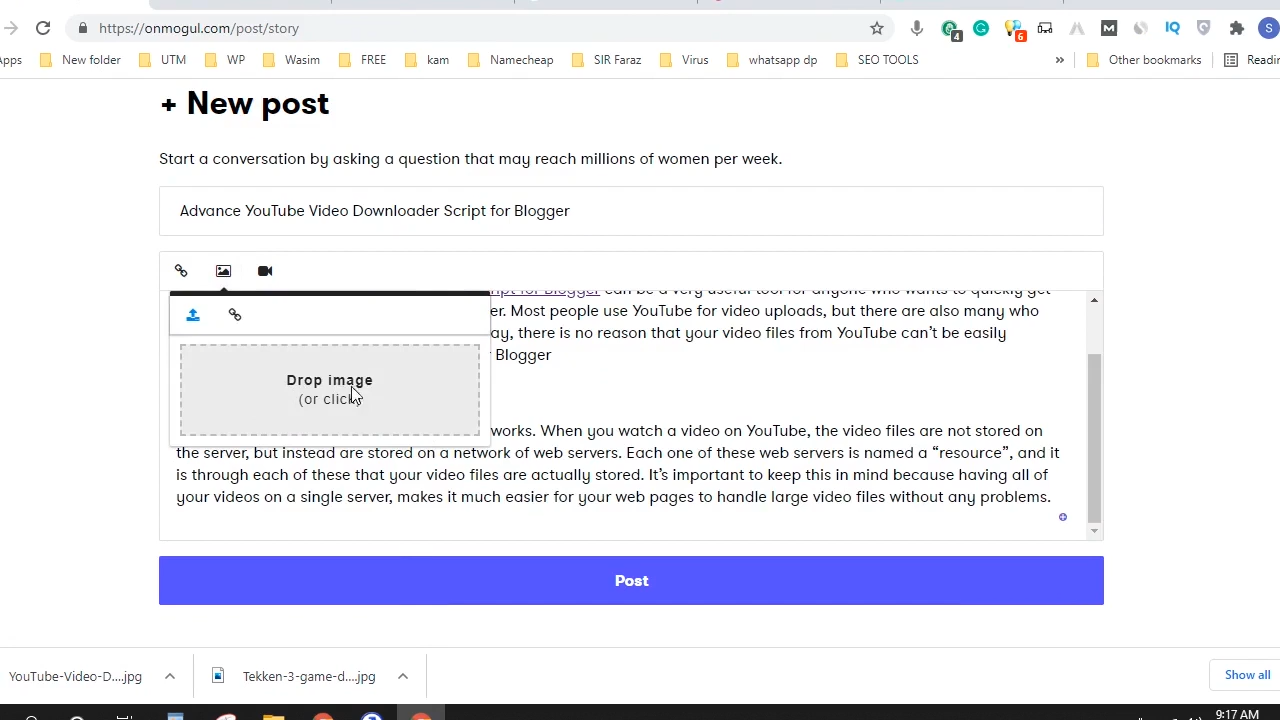 https://onmogul.com/post/story
4
6
M
IQ
S
Apps
New folder
UTM
WP
Wasim
FREE
kam
Namecheap
SIR Faraz
Virus
whatsapp dp
SEO TOOLS
»
Other bookmarks
+ New post
Start a conversation by asking a question that may reach millions of women per week.
Advance YouTube Video Downloader Script for Blogger
ript for Blogger can be a very useful tool for anyone who wants to quickly get
er. Most people use YouTube for video uploads, but there are also many who
ay, there is no reason that your video files from YouTube can’t be easily
Blogger
Drop image
(or click)
works. When you watch a video on YouTube, the video files are not stored on
the server, but instead are stored on a network of web servers. Each one of these web servers is named a “resource”, and it
is through each of these that your video files are actually stored. It’s important to keep this in mind because having all of
your videos on a single server, makes it much easier for your web pages to handle large video files without any problems.
Post
YouTube-Video-D....jpg
Tekken-3-game-d....jpg
Show all
9:17 AM